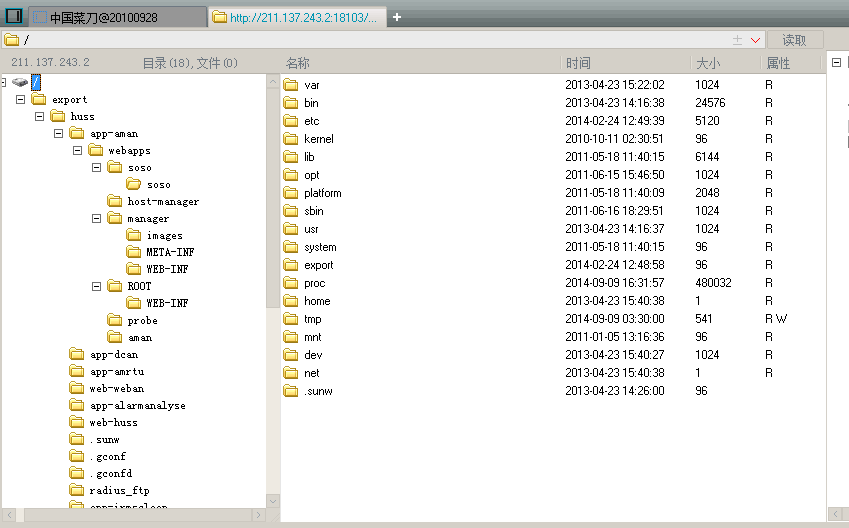 中国菜刀@20100928 http://211.137.243.2:18103/... +
/ 读取
211.137.243.2 目录(18),文件(0) 名称 时间 大小 属性
/
export
huss
app-aman
webapps
soso
soso
host-manager
manager
images
META-INF
WEB-INF
ROOT
WEB-INF
probe
aman
app-dcan
app-amrtu
web-weban
app-alarmanalyse
web-huss
.sunw
.gconf
.gconfd
radius_ftp
var 2013-04-23 15:22:02 1024 R
bin 2013-04-23 14:16:38 24576 R
etc 2014-02-24 12:49:39 5120 R
kernel 2010-10-11 02:30:51 96 R
lib 2011-05-18 11:40:15 6144 R
opt 2011-06-15 15:46:50 1024 R
platform 2011-05-18 11:40:09 2048 R
sbin 2011-06-16 18:29:51 1024 R
usr 2013-04-23 14:16:37 1024 R
system 2011-05-18 11:40:15 96 R
export 2014-02-24 12:48:58 96 R
proc 2014-09-09 16:31:57 480032 R
home 2013-04-23 15:40:38 1 R
tmp 2014-09-09 03:30:00 541 R W
mnt 2011-01-05 13:16:36 96 R
dev 2013-04-23 15:40:27 1024 R
net 2013-04-23 15:40:38 1 R
.sunw 2013-04-23 14:26:00 96